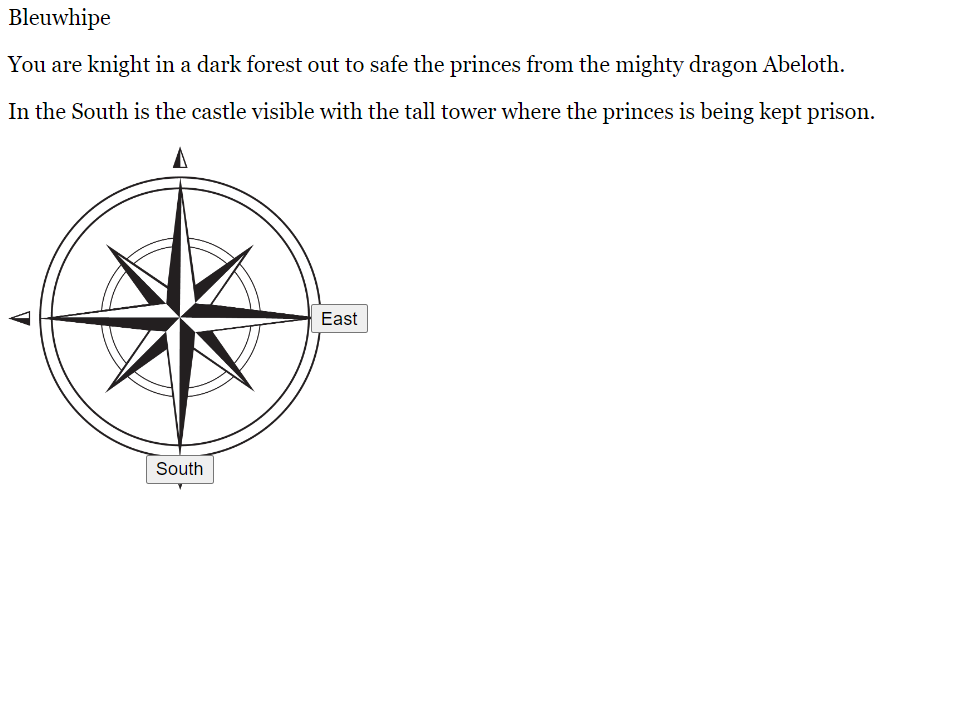 Bleuwhipe
You are knight in a dark forest out to safe the princes from the mighty dragon Abeloth.
In the South is the castle visible with the tall tower where the princes is being kept prison.
East
South